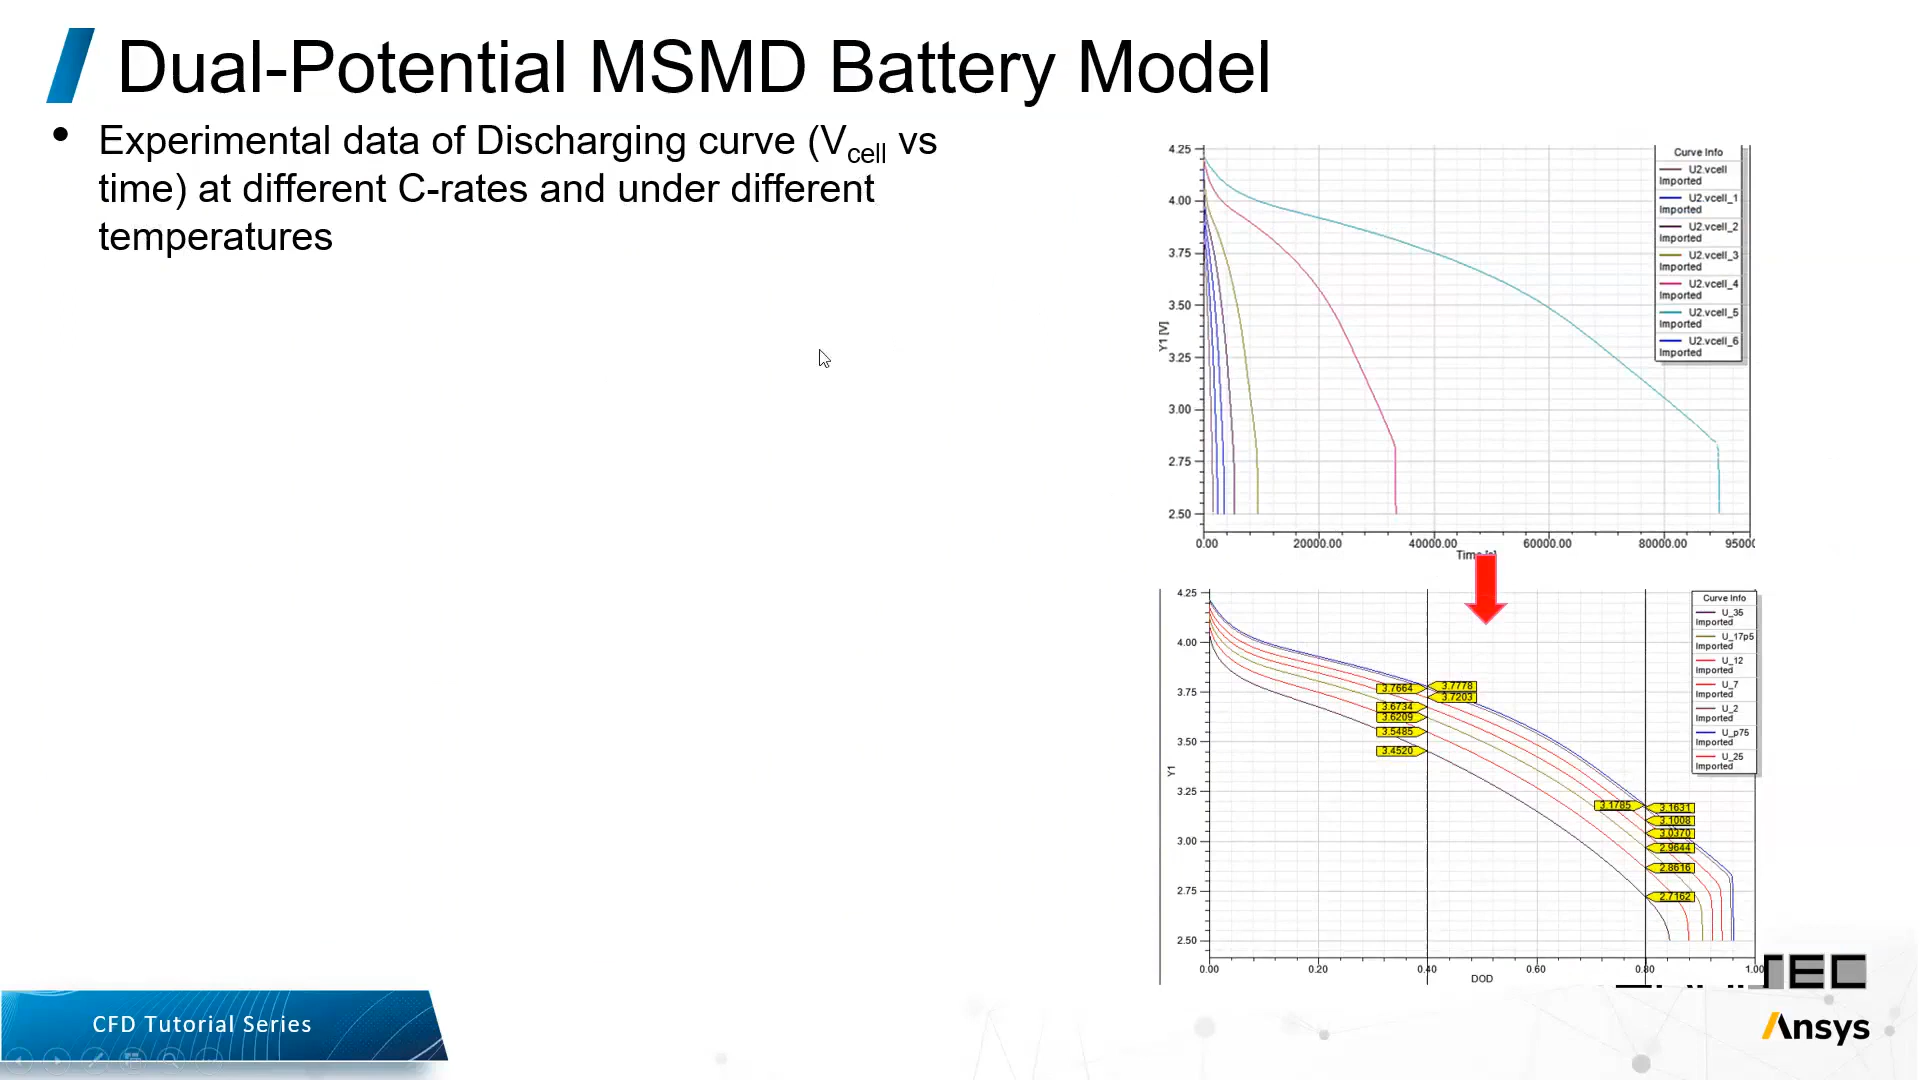 Dual-Potential MSMD Battery Model
• Experimental data of Discharging curve (Vcell vs
time) at different C-rates and under different
temperatures
4.25
4.00
3.75
3.50
3.25
3.00
2.75
2.50
Y1 [V]
0.00 20000.00 40000.00 60000.00 80000.00
Curve Info
U2.vcell
Imported
U2.vcell_1
Imported
U2.vcell_2
Imported
U2.vcell_3
Imported
U2.vcell_4
Imported
U2.vcell_5
Imported
U2.vcell_6
Imported
4.25
4.00
3.75
3.50
3.25
3.00
2.75
2.50
Y1
3.7664 3.7778
3.7203
3.6734
3.6209
3.5485
3.4520
3.1785 3.1631
3.1008
3.0370
2.9644
2.8616
2.7162
0.00 0.20 0.40 0.60 0.80 1.00
DOD
Curve Info
U_35
Imported
U_17p5
Imported
U_12
Imported
U_7
Imported
U_2
Imported
U_p75
Imported
U_25
Imported
CFD Tutorial Series
Ansys